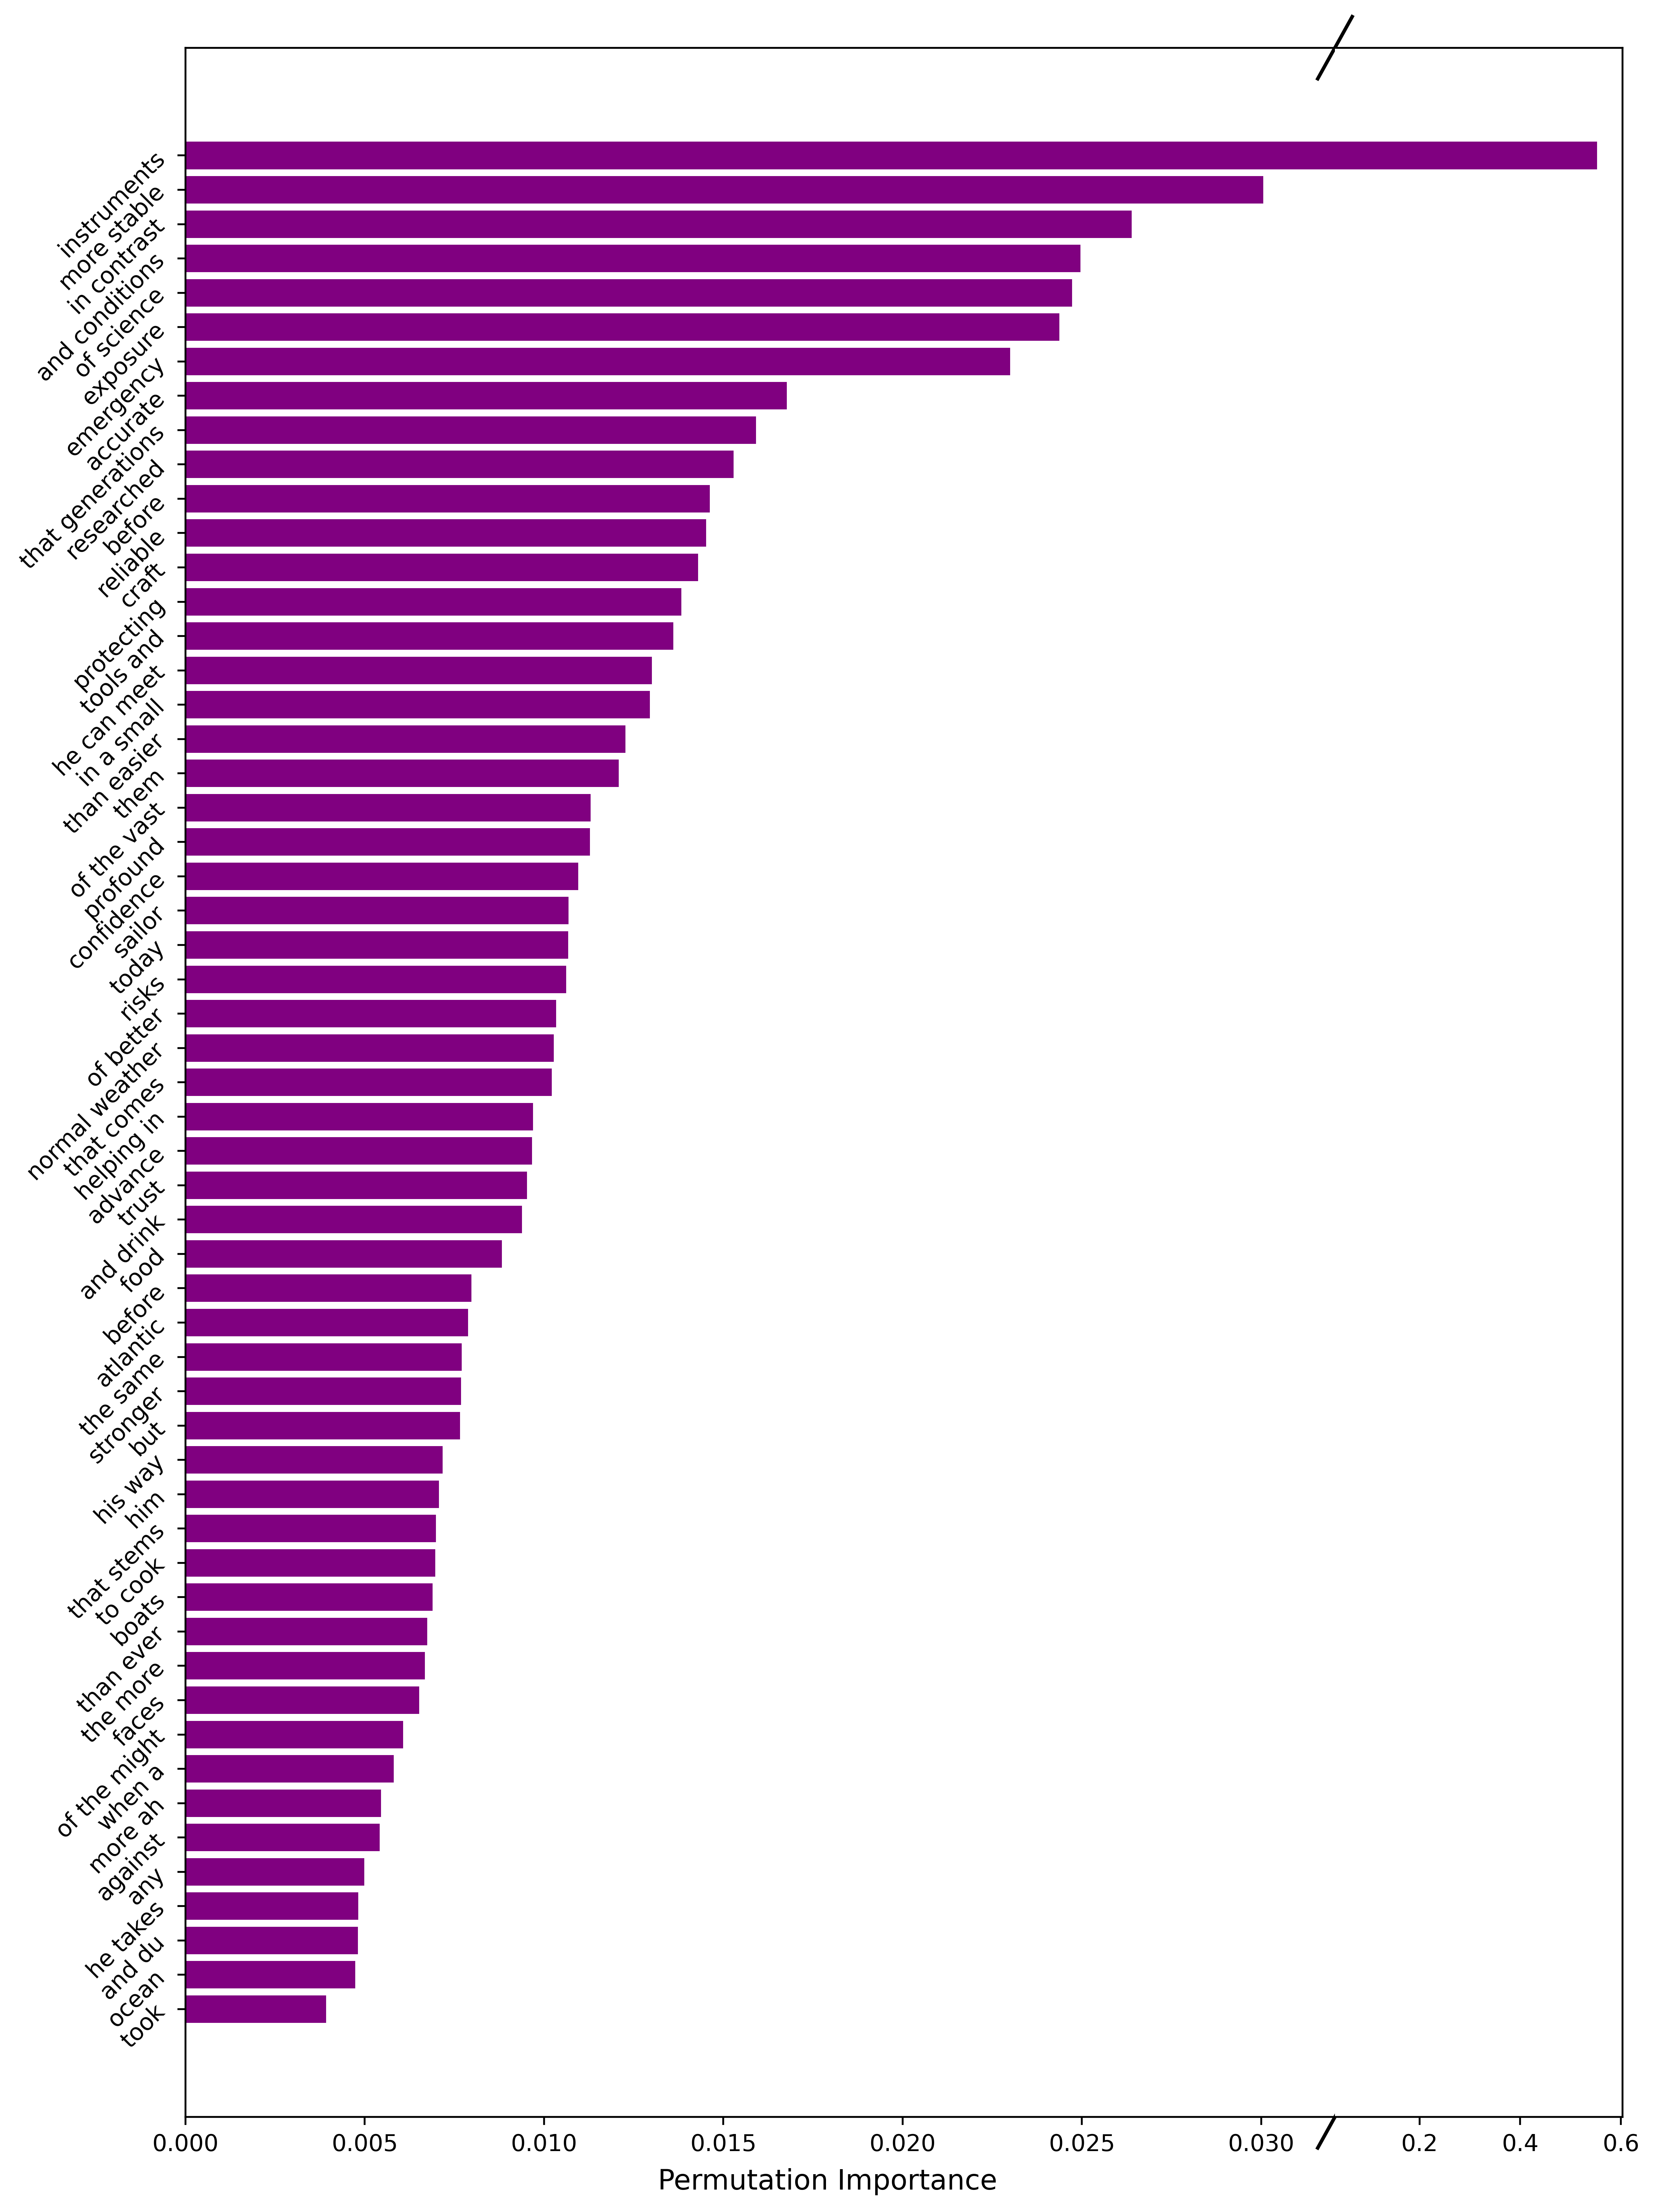 instruments
more stable
in contrast
and conditions
of science
exposure
emergency
accurate
that generations
researched
before
reliable
craft
protecting
tools and
he can meet
in a small
than easier
them
of the vast
profound
confidence
sailor
today
risks
of better
normal weather
that comes
helping in
advance
trust
and drink
food
before
atlantic
the same
stronger
but
his way
him
that stems
to cook
boats
than ever
the more
faces
of the might
when a
more ah
against
any
he takes
and du
ocean
took
0.000 0.005 0.010 0.015 0.020 0.025 0.030 0.2 0.4 0.6
Permutation Importance